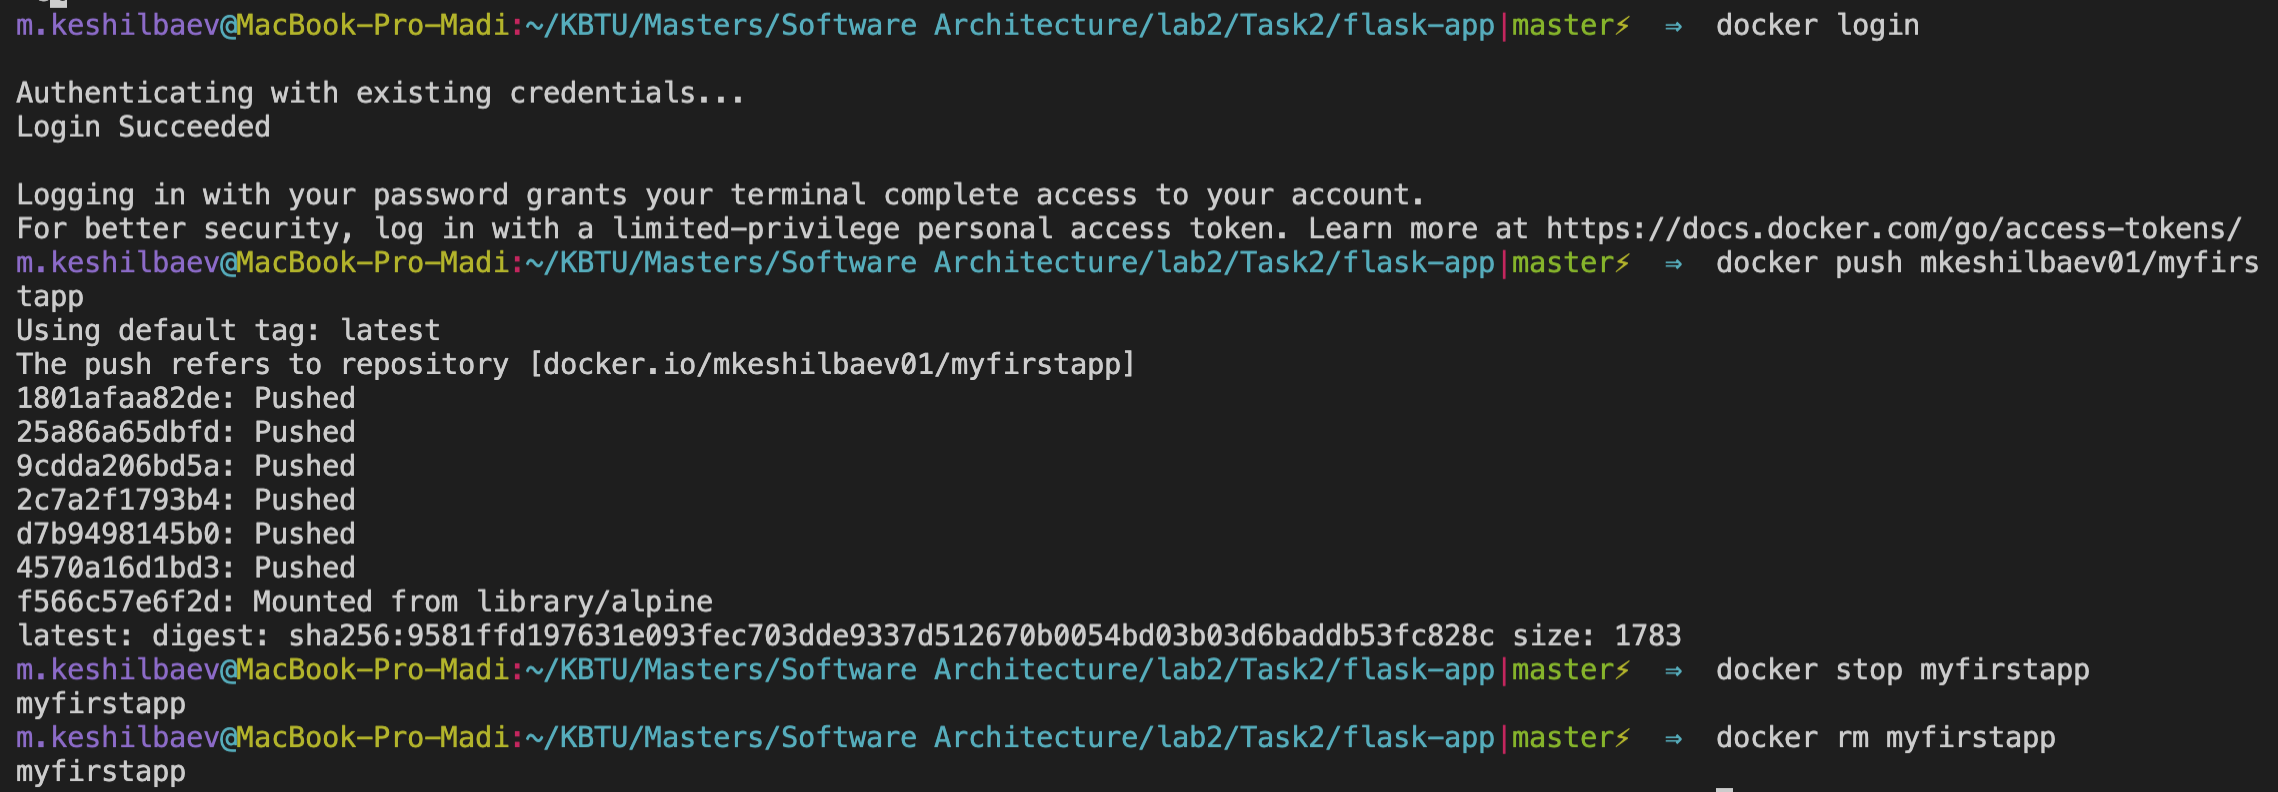 m.keshilbaev@MacBook-Pro-Madi:~/KBTU/Masters/Software Architecture/lab2/Task2/flask-app|master⚡ ⇒ docker login
Authenticating with existing credentials...
Login Succeeded
Logging in with your password grants your terminal complete access to your account.
For better security, log in with a limited-privilege personal access token. Learn more at https://docs.docker.com/go/access-tokens/
m.keshilbaev@MacBook-Pro-Madi:~/KBTU/Masters/Software Architecture/lab2/Task2/flask-app|master⚡ ⇒ docker push mkeshilbaev01/myfirs
tapp
Using default tag: latest
The push refers to repository [docker.io/mkeshilbaev01/myfirstapp]
1801afaa82de: Pushed
25a86a65dbfd: Pushed
9cdda206bd5a: Pushed
2c7a2f1793b4: Pushed
d7b9498145b0: Pushed
4570a16d1bd3: Pushed
f566c57e6f2d: Mounted from library/alpine
latest: digest: sha256:9581ffd197631e093fec703dde9337d512670b0054bd03b03d6baddb53fc828c size: 1783
m.keshilbaev@MacBook-Pro-Madi:~/KBTU/Masters/Software Architecture/lab2/Task2/flask-app|master⚡ ⇒ docker stop myfirstapp
myfirstapp
m.keshilbaev@MacBook-Pro-Madi:~/KBTU/Masters/Software Architecture/lab2/Task2/flask-app|master⚡ ⇒ docker rm myfirstapp
myfirstapp